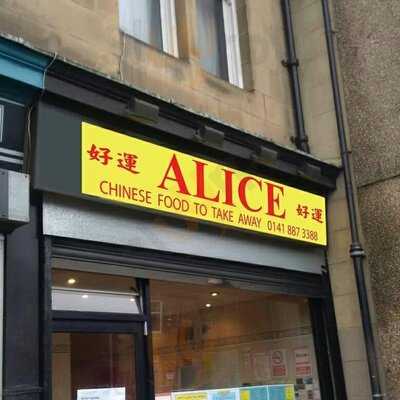 好運 ALICE 好運
CHINESE FOOD TO TAKE AWAY 0141 887 3388